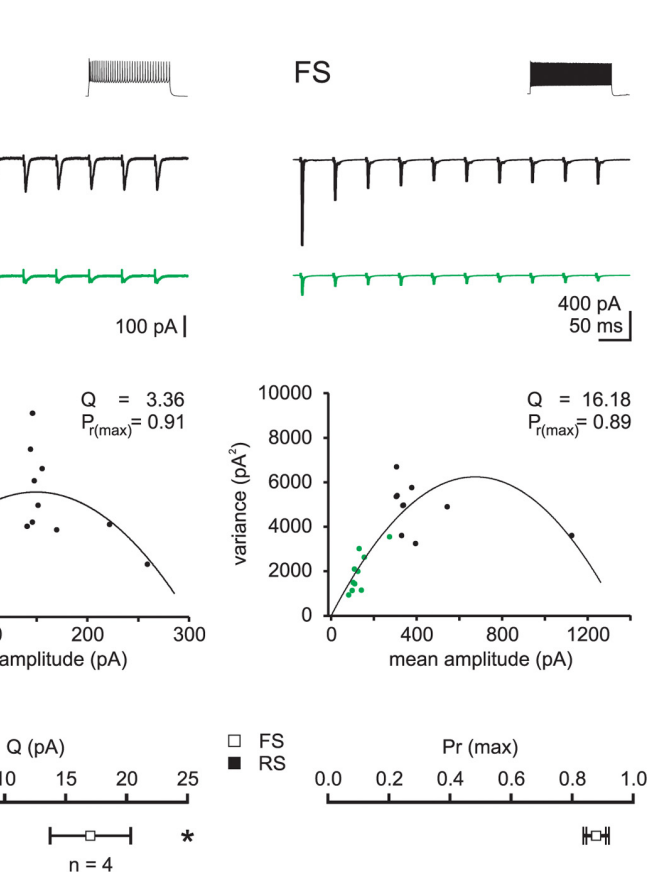 FS
400 pA
100 pA
50 ms
Q = 3.36
Pr(max)= 0.91
10000
8000
6000
4000
2000
0
variance (pA²)
Q = 16.18
Pr(max)= 0.89
200
300
amplitude (pA)
0
400
800
1200
mean amplitude (pA)
Q (pA)
FS
RS
Pr (max)
10
15
20
25
0.0
0.2
0.4
0.6
0.8
1.0
*
n = 4